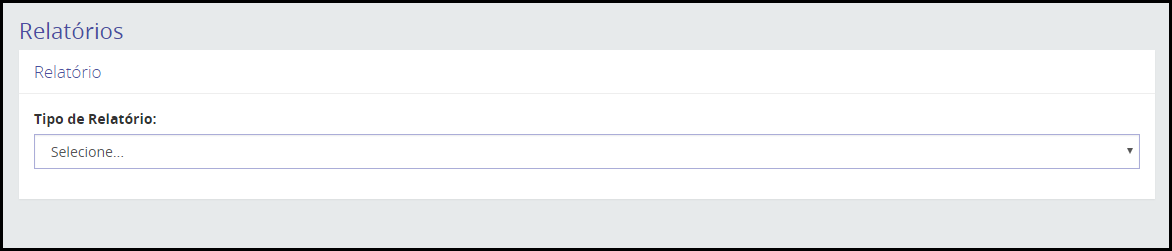 Relatórios
Relatório
Tipo de Relatório:
Selecione...